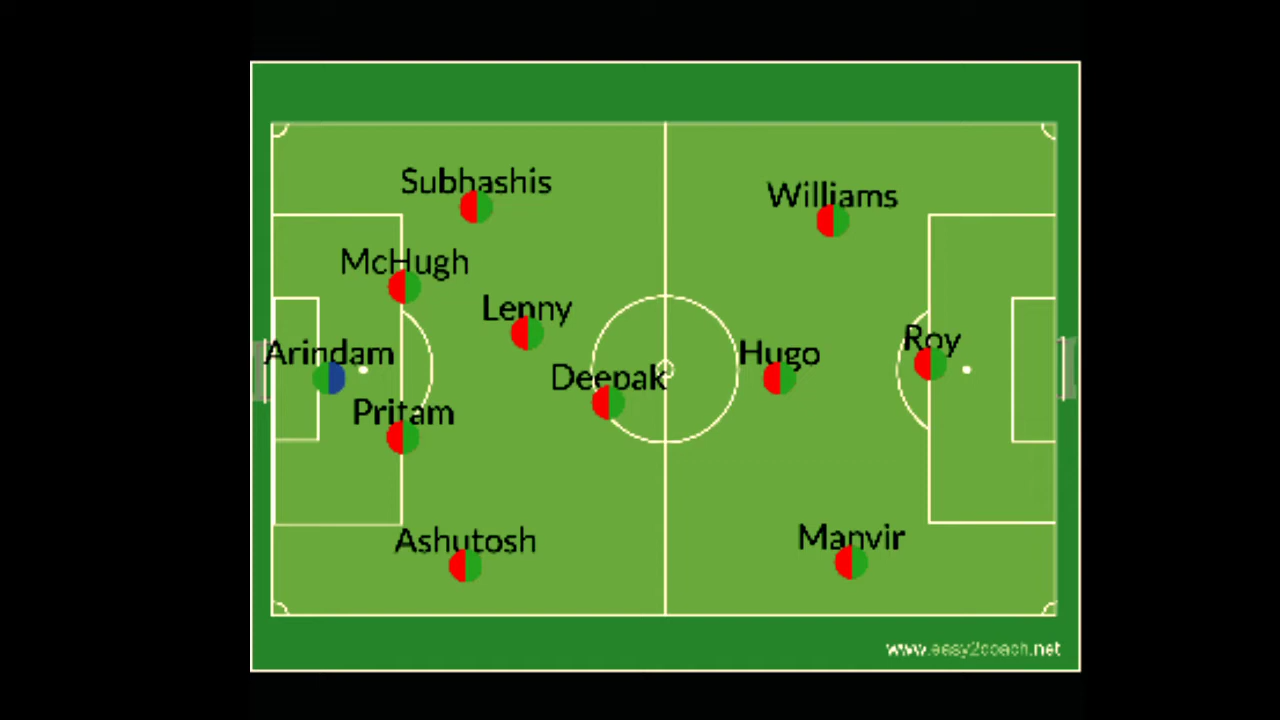 Subhashis
Williams
McHugh
Lenny
Roy
Arindam
Hugo
Deepak
Pritam
Ashutosh
Manvir
www.easy2coach.net